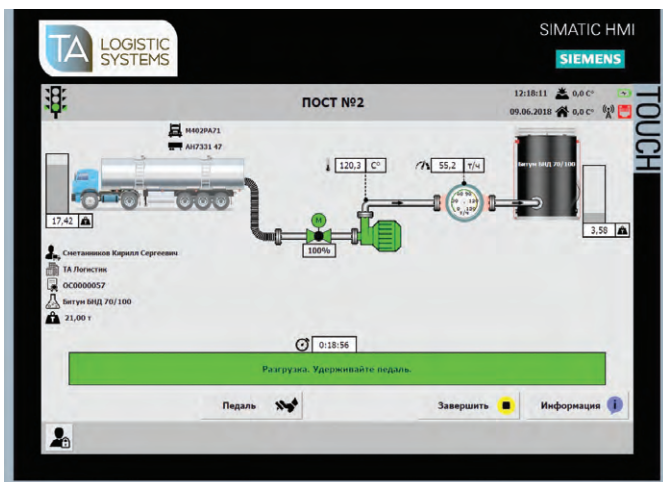 TA LOGISTIC SYSTEMS
SIMATIC HMI
SIEMENS
TOUCH
ПОСТ №2
12:18:11 0,0 C°
09.06.2018 0,0 C°
М402РА71
АН7331 47
120,3 C°
55,2 т/ч
Битум БНД 70/100
17,42
100%
3,58
Сметанников Кирилл Сергеевич
ТА Логистик
ОС0000057
Битум БНД 70/100
21,00 т
0:18:56
Разгрузка. Удерживайте педаль.
Педаль
Завершить
Информация